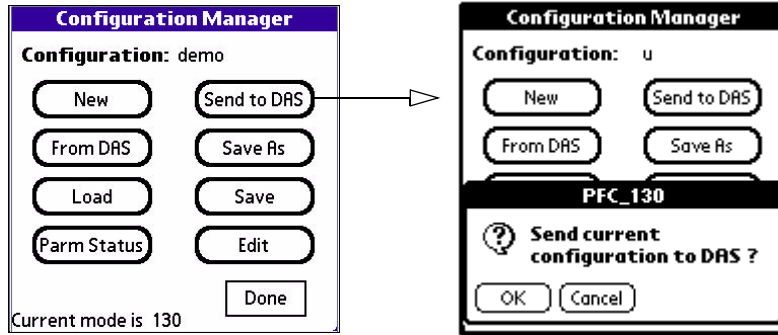 Configuration Manager
Configuration: demo
New Send to DAS
From DAS Save As
Load Save
Parm Status Edit
Done
Current mode is 130
Configuration Manager
Configuration: u
New Send to DAS
From DAS Save As
PFC_130
Send current
configuration to DAS ?
OK Cancel